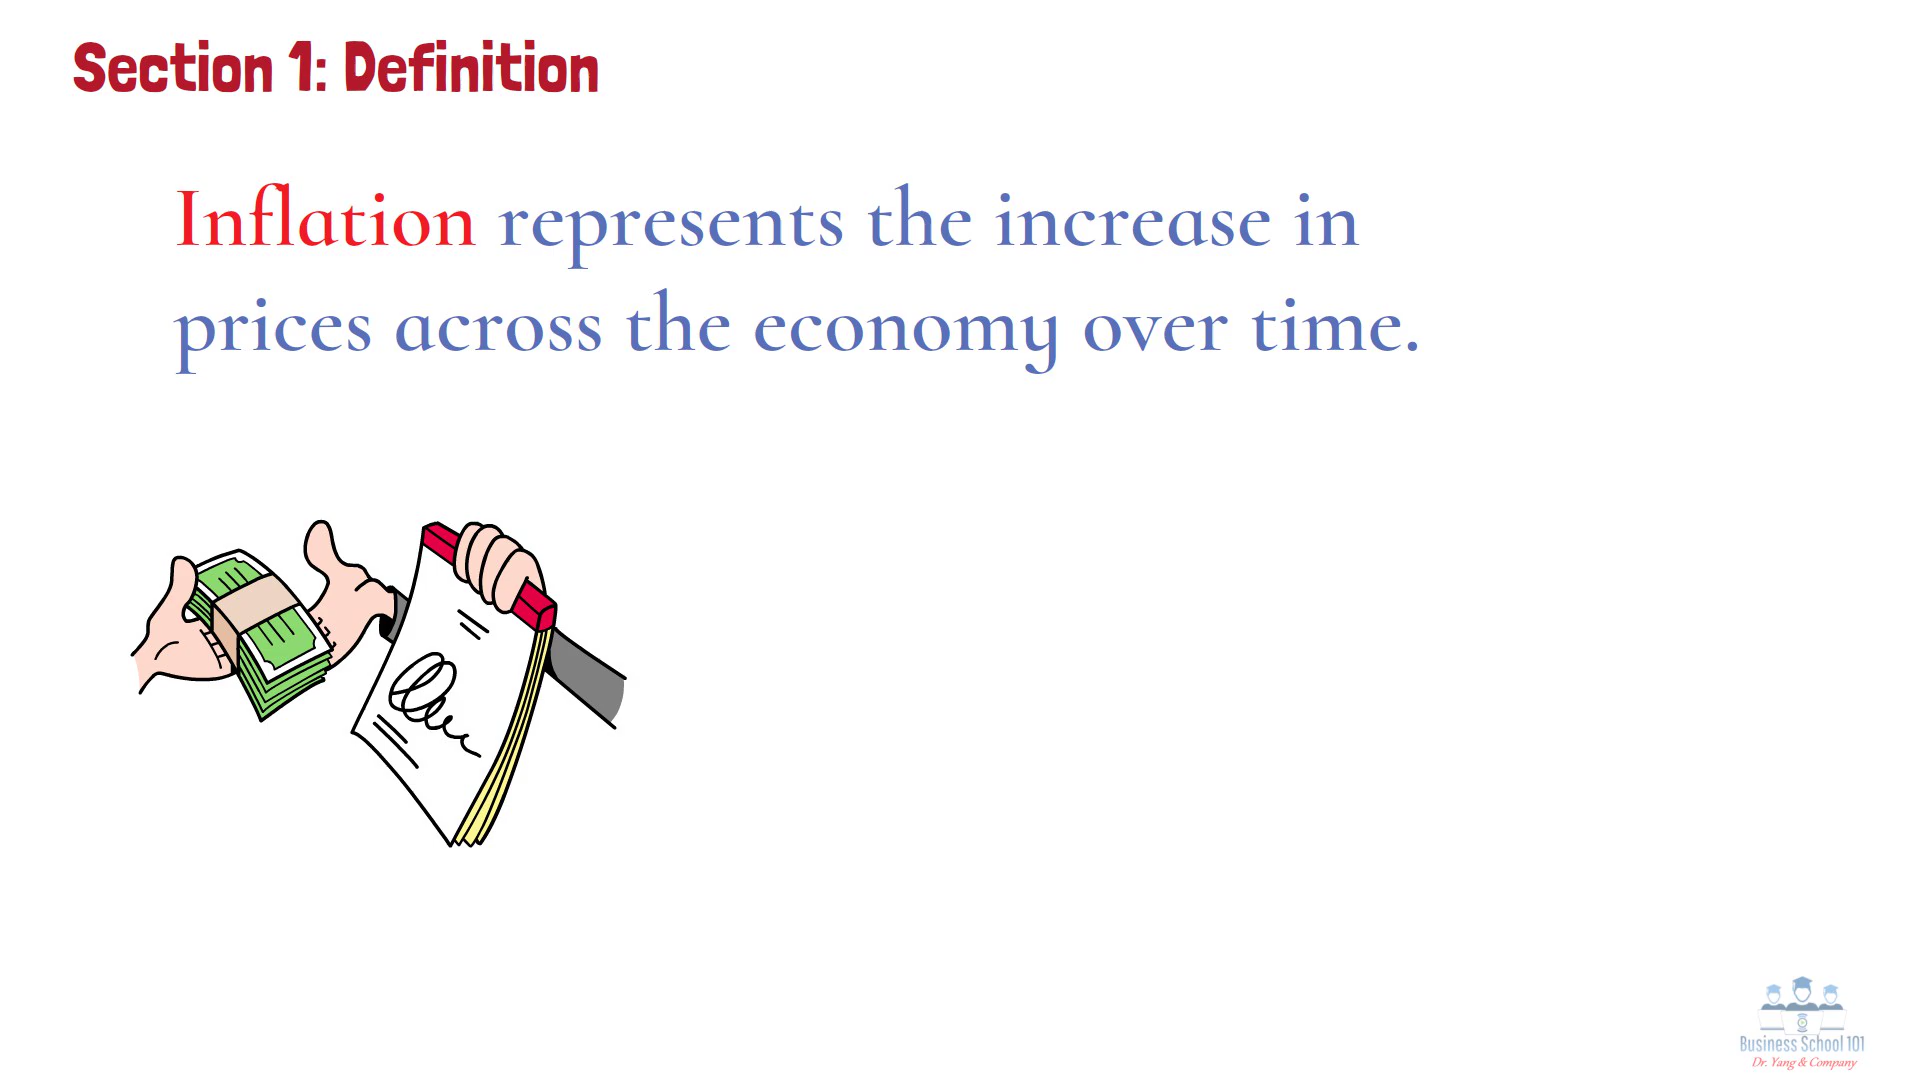 Section 1: Definition
Inflation represents the increase in
prices across the economy over time.
Business School 101
Dr. Yang & Company